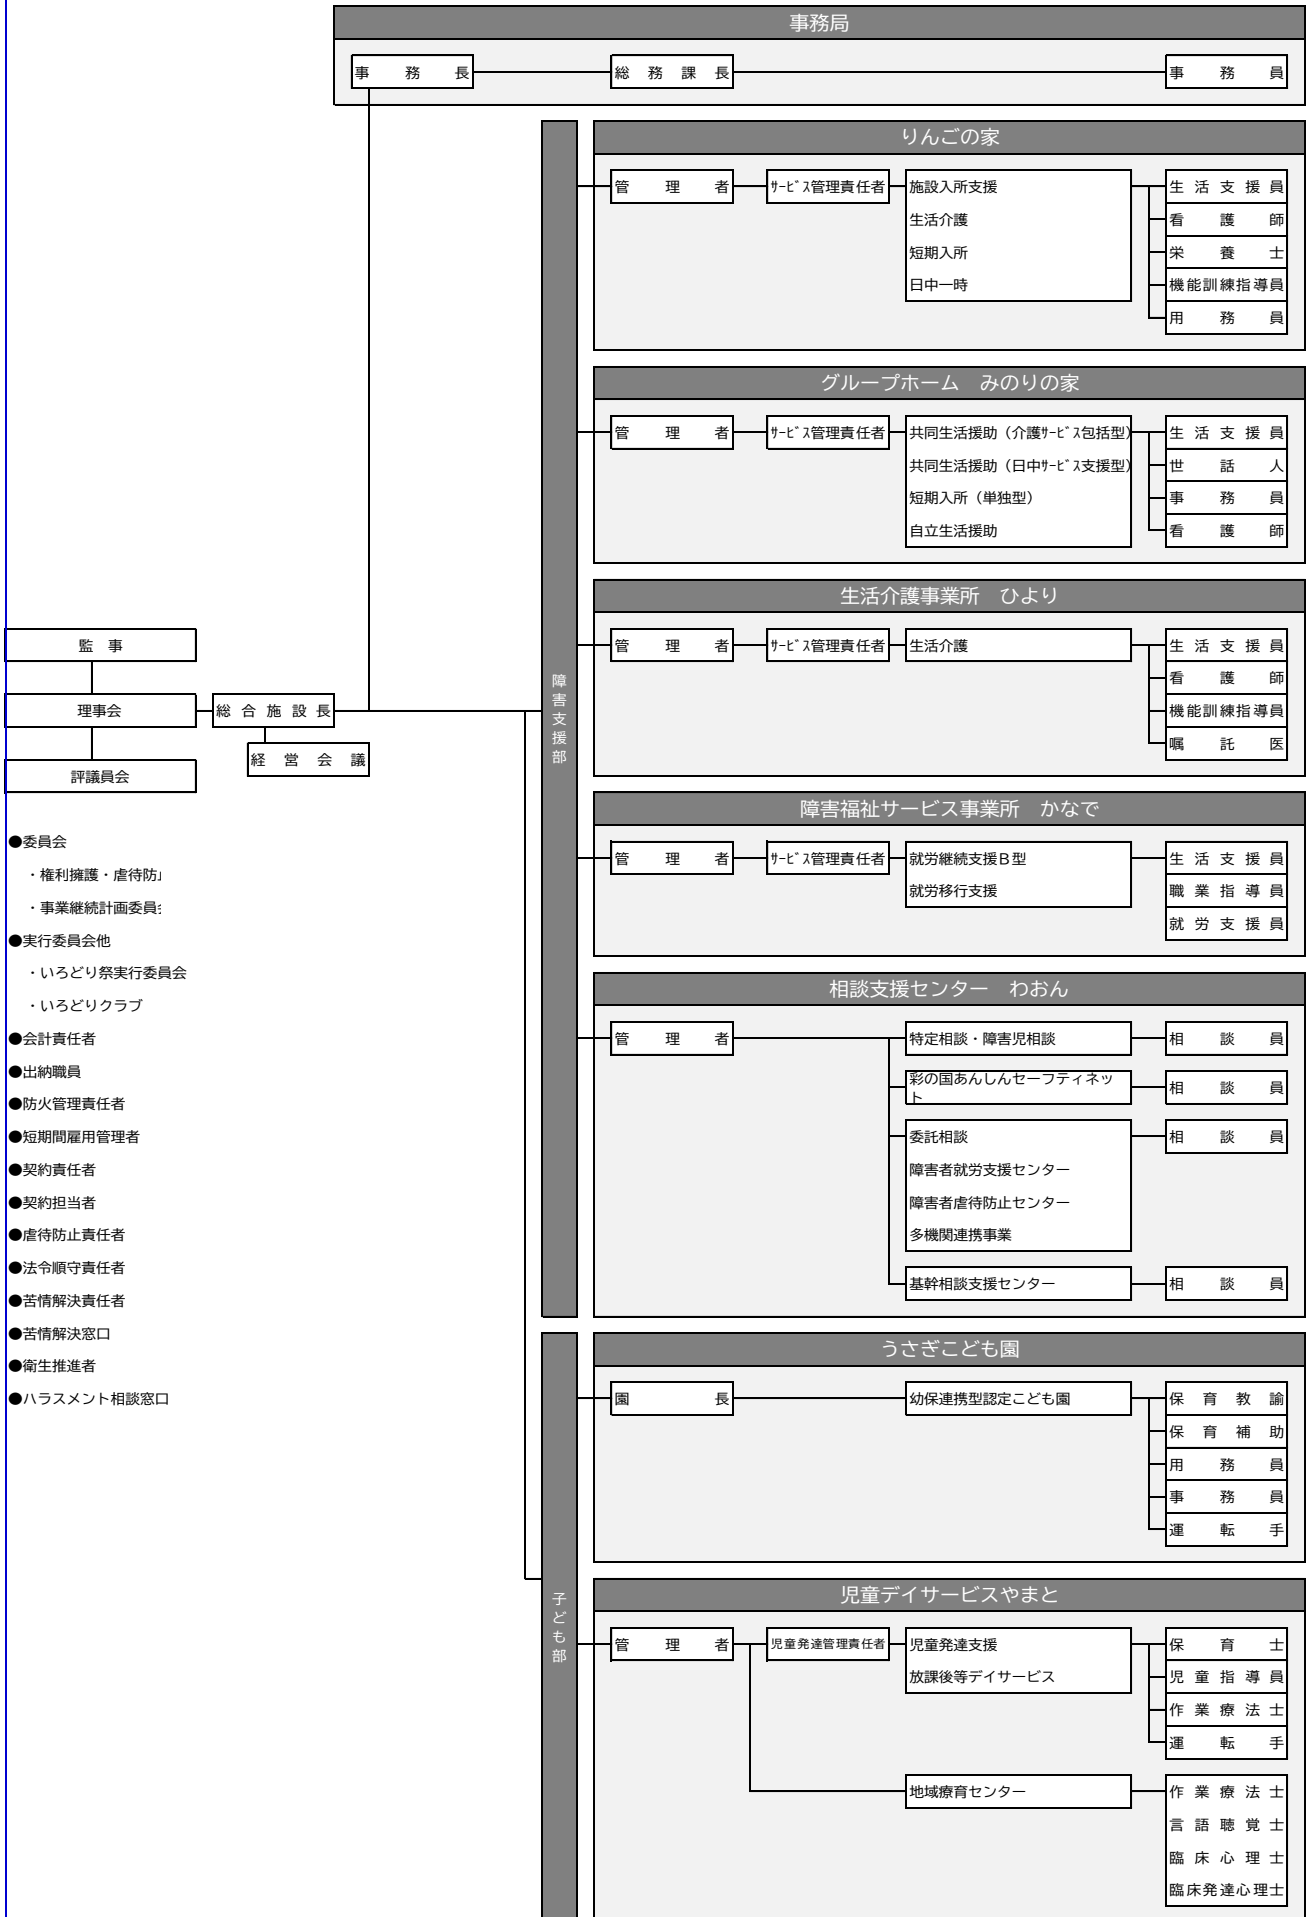 事務局
事務長
総務課長
事務員
障害支援部
りんごの家
管理者
ｻｰﾋﾞｽ管理責任者
施設入所支援
生活介護
短期入所
日中一時
生活支援員
看護師
栄養士
機能訓練指導員
用務員
グループホーム　みのりの家
管理者
ｻｰﾋﾞｽ管理責任者
共同生活援助（介護ｻｰﾋﾞｽ包括型）
共同生活援助（日中ｻｰﾋﾞｽ支援型）
短期入所（単独型）
自立生活援助
生活支援員
世話人
事務員
看護師
生活介護事業所　ひより
管理者
ｻｰﾋﾞｽ管理責任者
生活介護
生活支援員
看護師
機能訓練指導員
嘱託医
監　事
理事会
評議員会
総合施設長
経営会議
障害福祉サービス事業所　かなで
管理者
ｻｰﾋﾞｽ管理責任者
就労継続支援Ｂ型
就労移行支援
生活支援員
職業指導員
就労支援員
●委員会
・権利擁護・虐待防
・事業継続計画委員
●実行委員会他
・いろどり祭実行委員会
・いろどりクラブ
●会計責任者
●出納職員
●防火管理責任者
●短期間雇用管理者
●契約責任者
●契約担当者
●虐待防止責任者
●法令順守責任者
●苦情解決責任者
●苦情解決窓口
●衛生推進者
●ハラスメント相談窓口
相談支援センター　わおん
管理者
特定相談・障害児相談
相談員
彩の国あんしんセーフティネッ
ト
相談員
委託相談
障害者就労支援センター
障害者虐待防止センター
多機関連携事業
相談員
基幹相談支援センター
相談員
子ども部
うさぎこども園
園長
幼保連携型認定こども園
保育教諭
保育補助
用務員
事務員
運転手
児童デイサービスやまと
管理者
児童発達管理責任者
児童発達支援
放課後等デイサービス
保育士
児童指導員
作業療法士
運転手
地域療育センター
作業療法士
言語聴覚士
臨床心理士
臨床発達心理士